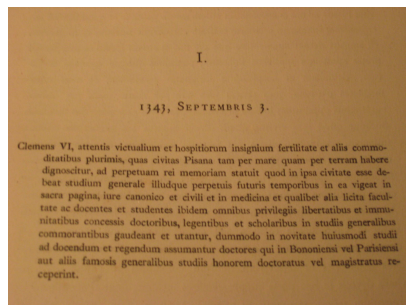 I.
1343, Septembris 3.
Clemens VI, attentis victualium et hospitiorum insignium fertilitate et aliis commo-
ditatibus plurimis, quas civitas Pisana tam per mare quam per terram habere
dignoscitur, ad perpetuam rei memoriam statuit quod in ipsa civitate esse de-
beat studium generale illudque perpetuis futuris temporibus in ea vigeat in
sacra pagina, iure canonico et civili et in medicina et qualibet alia licita facul-
tate ac docentes et studentes ibidem omnibus privilegiis libertatibus et immu-
nitatibus concessis doctoribus, legentibus et scholaribus in studiis generalibus
commorantibus gaudeant et utantur, dummodo in novitate huiusmodi studii
ad docendum et regendum assumantur doctores qui in Bononiensi vel Parisiensi
aut aliis famosis generalibus studiis honorem doctoratus vel magistratus re-
ceperint.